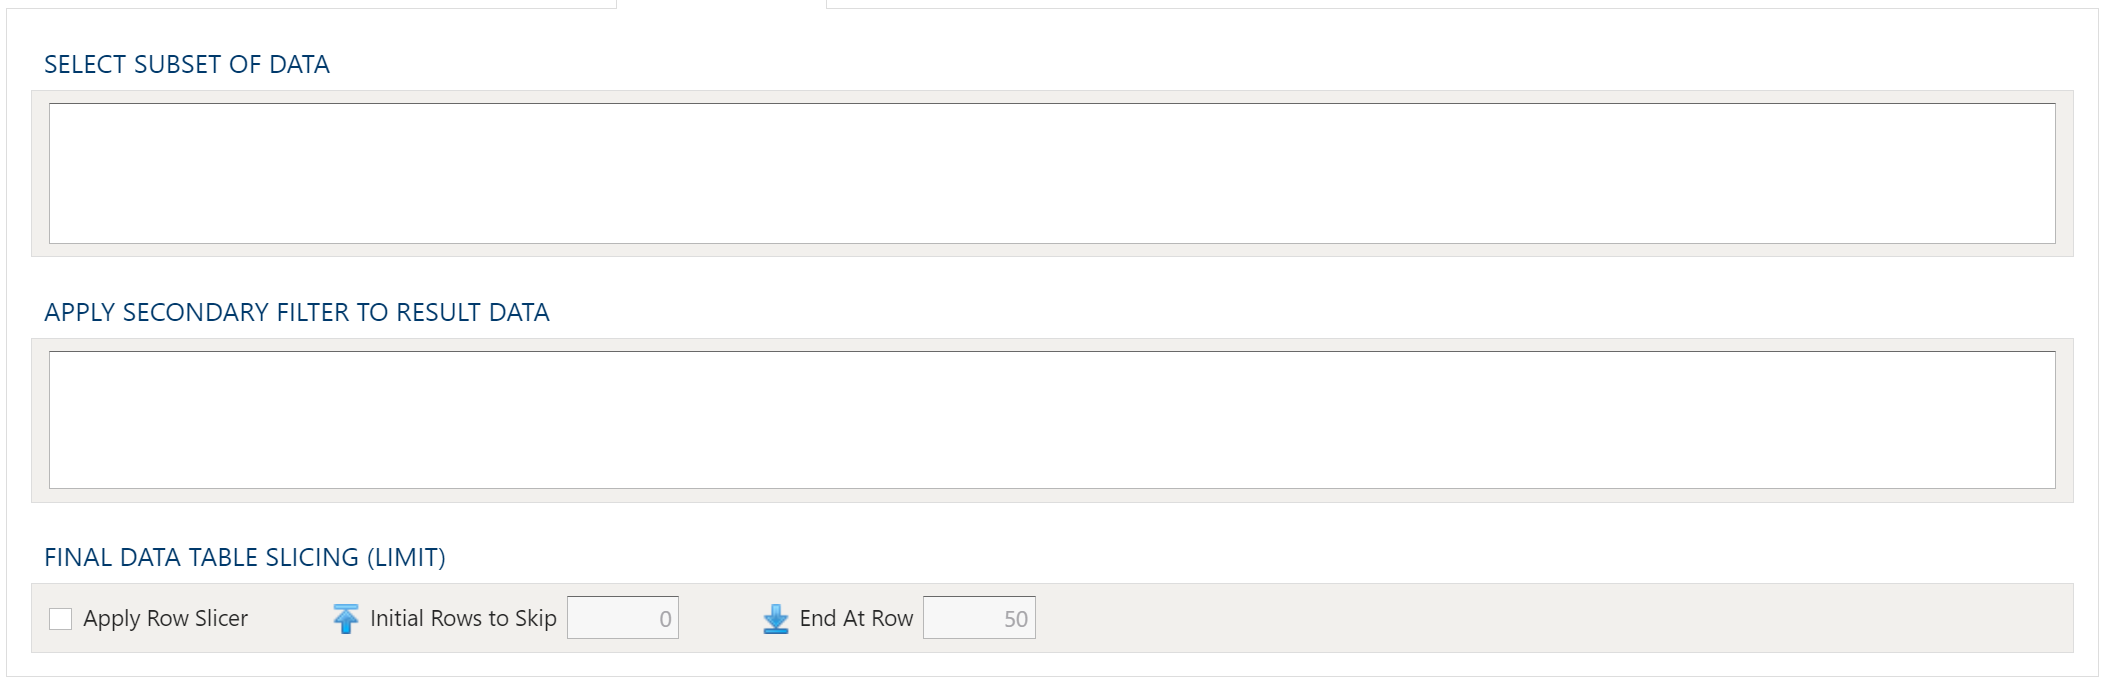 SELECT SUBSET OF DATA
APPLY SECONDARY FILTER TO RESULT DATA
FINAL DATA TABLE SLICING (LIMIT)
Apply Row Slicer Initial Rows to Skip 0 End At Row 50